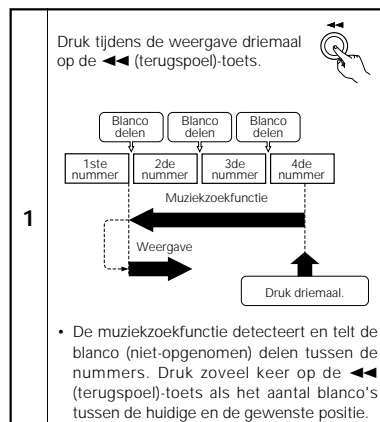 ◄◄
Druk tijdens de weergave driemaal
op de ◄◄ (terugspoel)-toets.
Blanco delen
Blanco delen
Blanco delen
1ste nummer
2de nummer
3de nummer
4de nummer
Muziekzoekfunctie
Weergave
1
Druk driemaal.
• De muziekzoekfunctie detecteert en telt de
blanco (niet-opgenomen) delen tussen de
nummers. Druk zoveel keer op de ◄◄
(terugspoel)-toets als het aantal blanco's
tussen de huidige en de gewenste positie.